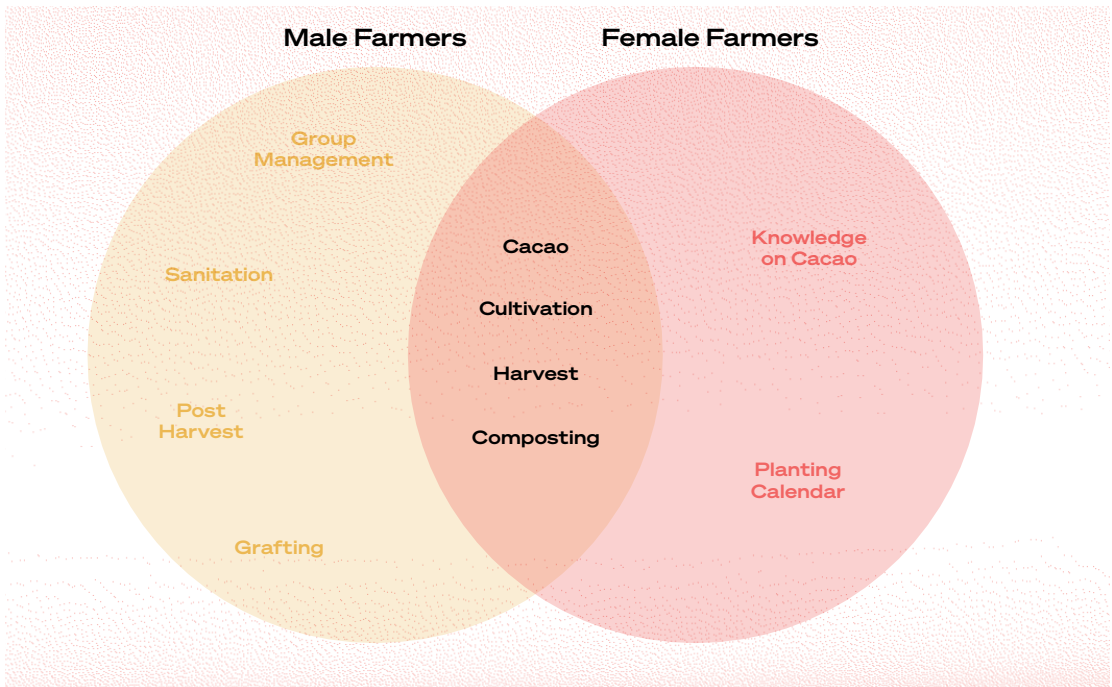 Male Farmers
Female Farmers
Group
Management
Sanitation
Post
Harvest
Grafting
Cacao
Cultivation
Harvest
Composting
Knowledge
on Cacao
Planting
Calendar